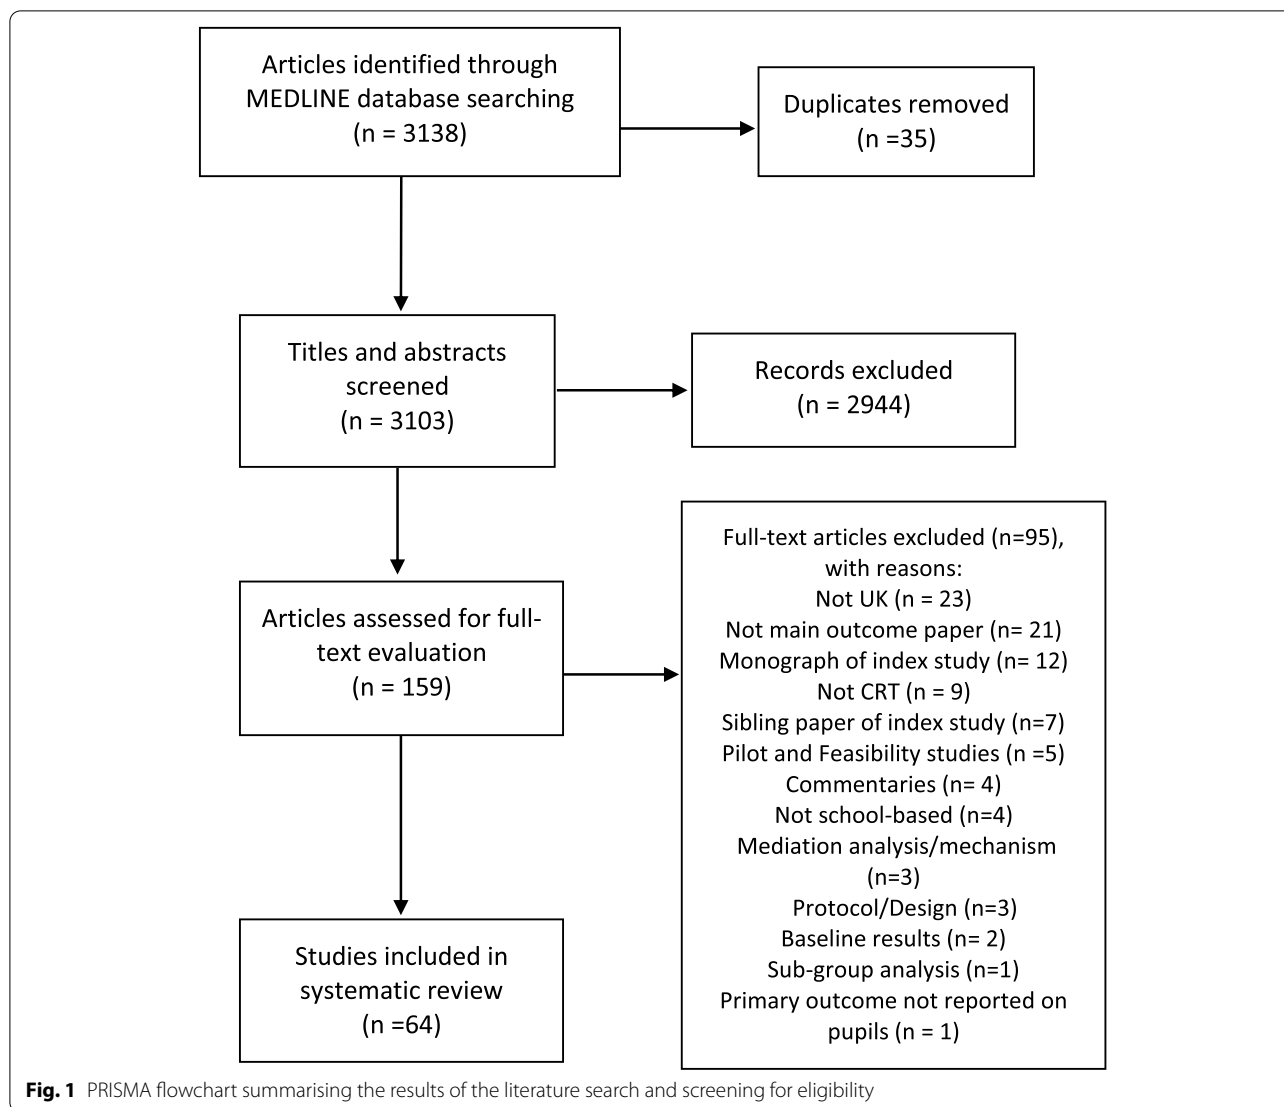 Articles identified through
MEDLINE database searching
(n = 3138)
Duplicates removed
(n =35)
Titles and abstracts
screened
(n = 3103)
Records excluded
(n = 2944)
Articles assessed for full-
text evaluation
(n = 159)
Full-text articles excluded (n=95),
with reasons:
Not UK (n = 23)
Not main outcome paper (n= 21)
Monograph of index study (n= 12)
Not CRT (n = 9)
Sibling paper of index study (n=7)
Pilot and Feasibility studies (n =5)
Commentaries (n= 4)
Not school-based (n=4)
Mediation analysis/mechanism
(n=3)
Protocol/Design (n=3)
Baseline results (n= 2)
Sub-group analysis (n=1)
Primary outcome not reported on
pupils (n = 1)
Studies included in
systematic review
(n =64)
Fig. 1 PRISMA flowchart summarising the results of the literature search and screening for eligibility